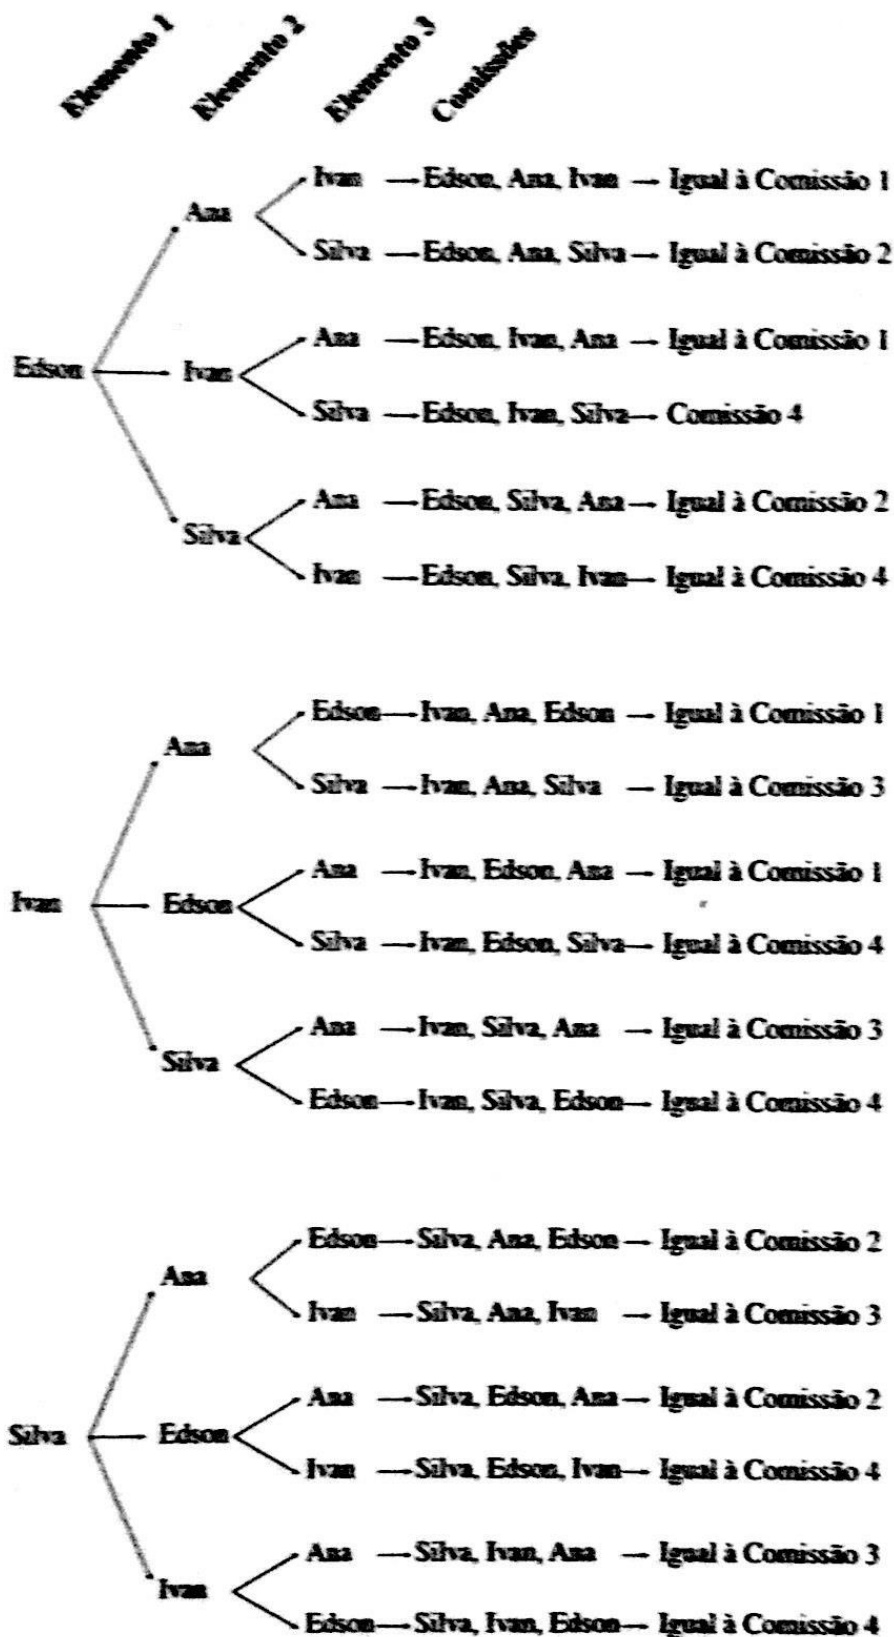 Elemento 1 Elemento 2 Elemento 3 Comissões
Ivan Edson, Ana, Ivan Igual à Comissão 1
Ana
Silva Edson, Ana, Silva Igual à Comissão 2
Ana Edson, Ivan, Ana Igual à Comissão 1
Edson Ivan
Silva Edson, Ivan, Silva Comissão 4
Ana Edson, Silva, Ana Igual à Comissão 2
Silva
Ivan Edson, Silva, Ivan Igual à Comissão 4
Edson Ivan, Ana, Edson Igual à Comissão 1
Ana
Silva Ivan, Ana, Silva Igual à Comissão 3
Ana Ivan, Edson, Ana Igual à Comissão 1
Ivan Edson
Silva Ivan, Edson, Silva Igual à Comissão 4
Ana Ivan, Silva, Ana Igual à Comissão 3
Silva
Edson Ivan, Silva, Edson Igual à Comissão 4
Edson Silva, Ana, Edson Igual à Comissão 2
Ana
Ivan Silva, Ana, Ivan Igual à Comissão 3
Ana Silva, Edson, Ana Igual à Comissão 2
Silva Edson
Ivan Silva, Edson, Ivan Igual à Comissão 4
Ana Silva, Ivan, Ana Igual à Comissão 3
Ivan
Edson Silva, Ivan, Edson Igual à Comissão 4